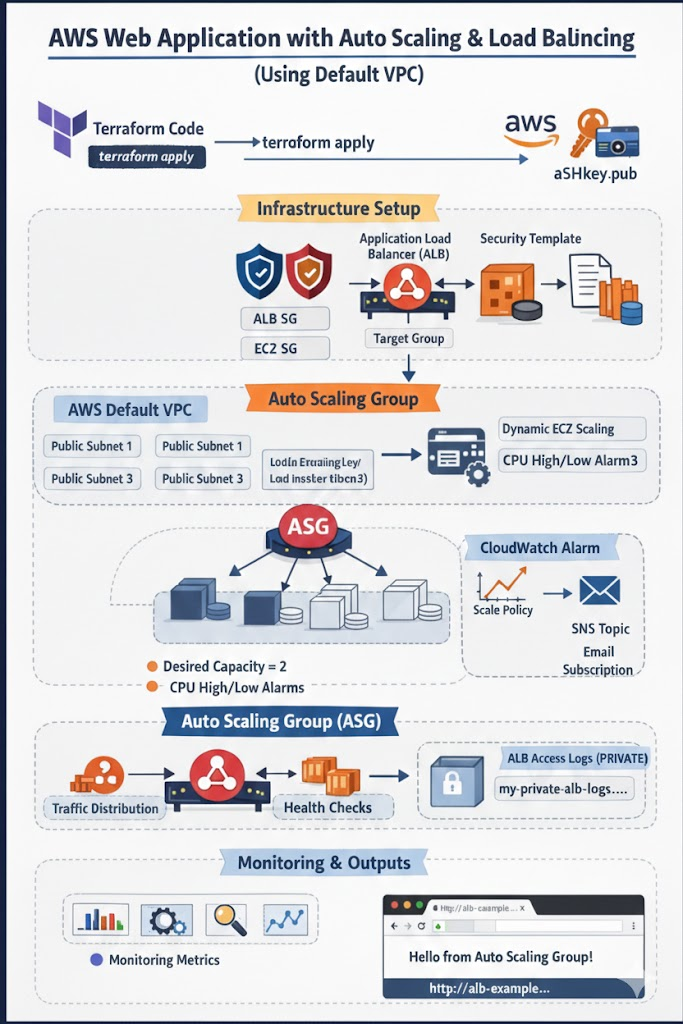 AWS Web Application with Auto Scaling & Load Balincing
(Using Default VPC)
Terraform Code
terraform apply
terraform apply
aws
aSHkey.pub
Infrastructure Setup
ALB SG
EC2 SG
Application Load
Balancer (ALB)
Target Group
Security Template
Auto Scaling Group
AWS Default VPC
Public Subnet 1
Public Subnet 1
Public Subnet 3
Public Subnet 3
Dynamic ECZ Scaling
CPU High/Low Alarm3
ASG
Desired Capacity = 2
CPU High/Low Alarms
CloudWatch Alarm
Scale Policy
SNS Topic
Email
Subscription
Auto Scaling Group (ASG)
Traffic Distribution
Health Checks
ALB Access Logs (PRIVATE)
my-private-alb-logs....
Monitoring & Outputs
Monitoring Metrics
Hello from Auto Scaling Group!
http://alb-example...